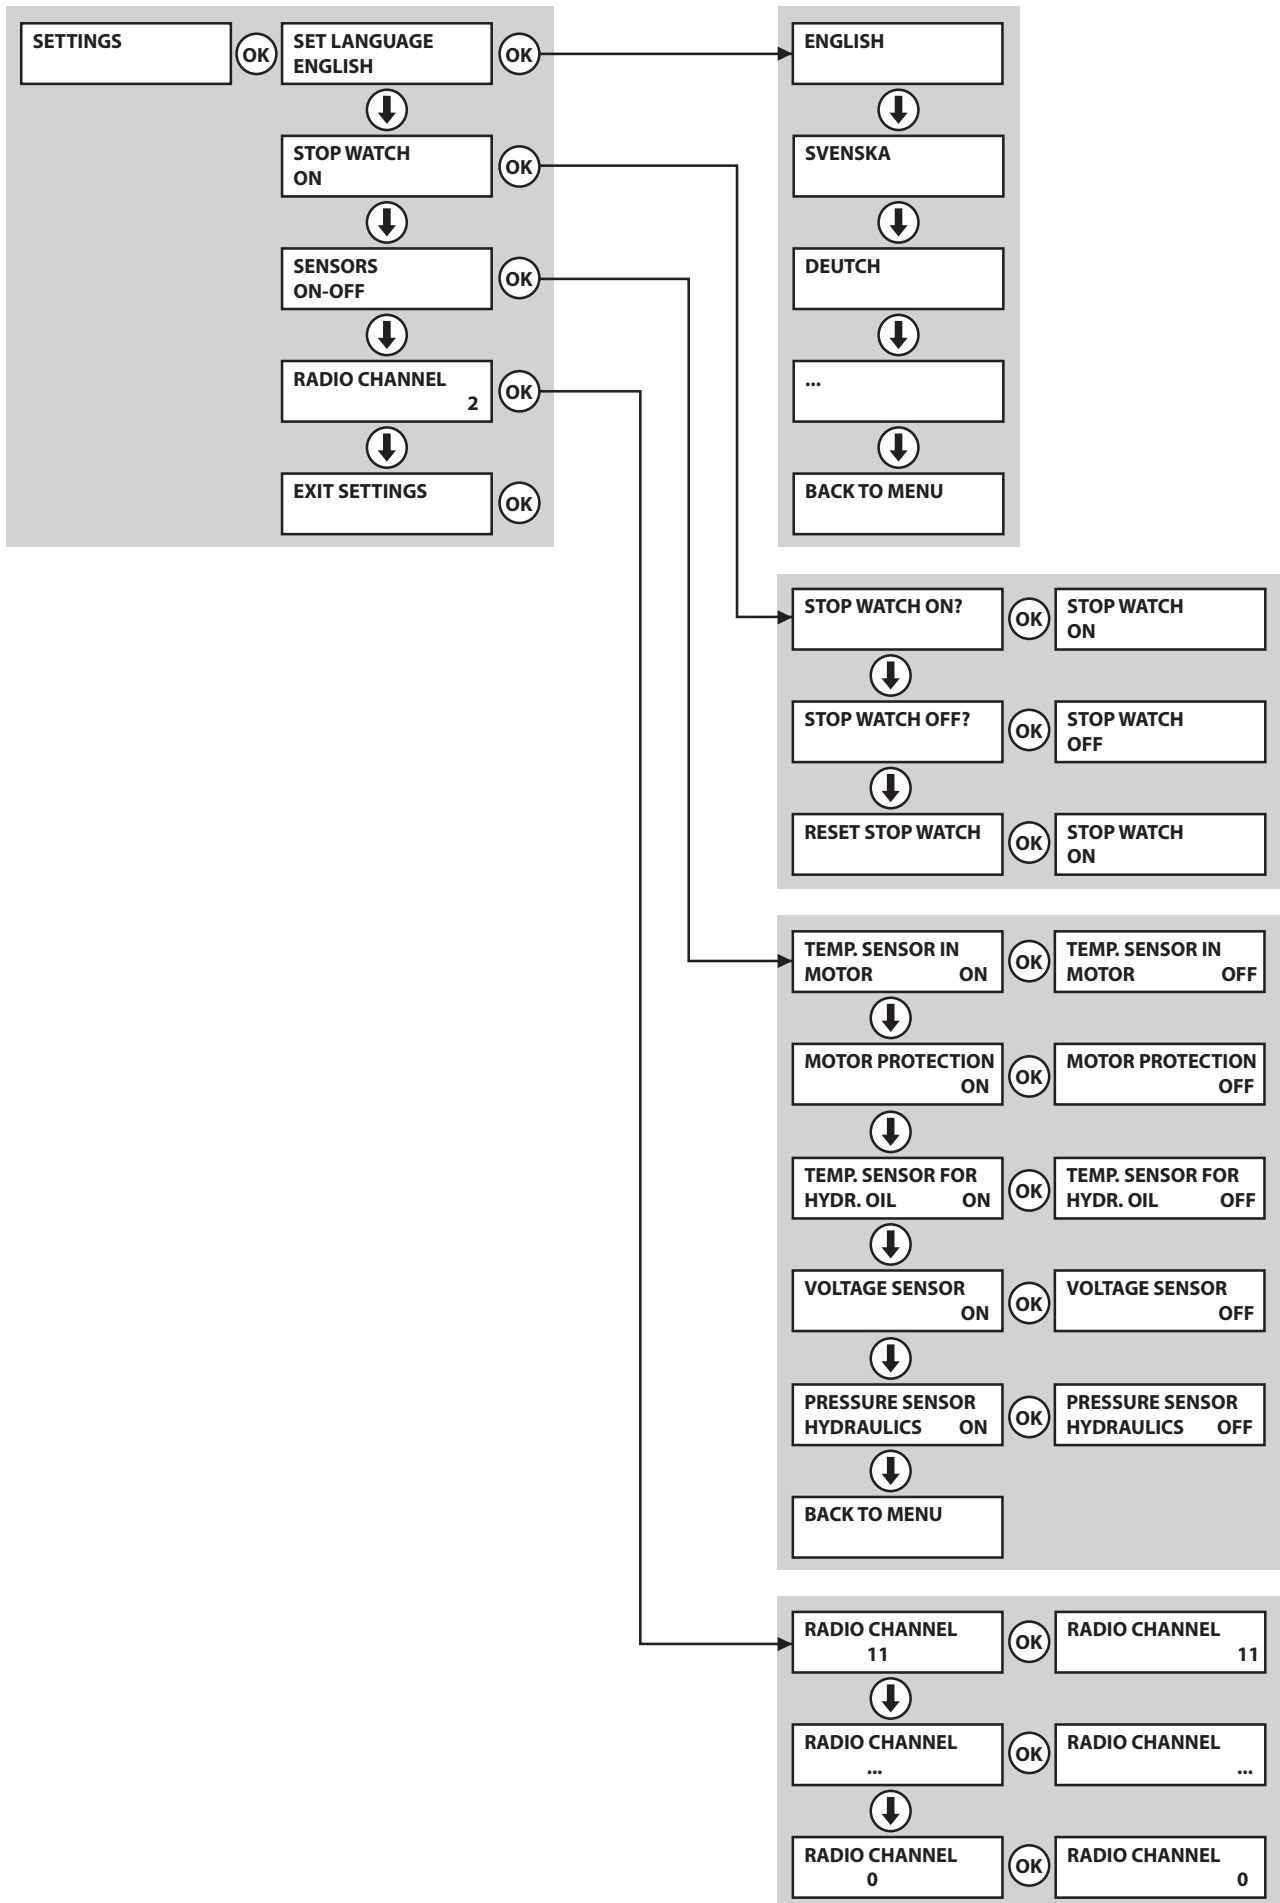 SETTINGS
OK
SET LANGUAGE
ENGLISH
OK
STOP WATCH
ON
OK
SENSORS
ON-OFF
OK
RADIO CHANNEL
2
OK
EXIT SETTINGS
OK
ENGLISH
SVENSKA
DEUTCH
...
BACK TO MENU
STOP WATCH ON?
OK
STOP WATCH
ON
STOP WATCH OFF?
OK
STOP WATCH
OFF
RESET STOP WATCH
OK
STOP WATCH
ON
TEMP. SENSOR IN
MOTOR ON
OK
TEMP. SENSOR IN
MOTOR OFF
MOTOR PROTECTION
ON
OK
MOTOR PROTECTION
OFF
TEMP. SENSOR FOR
HYDR. OIL ON
OK
TEMP. SENSOR FOR
HYDR. OIL OFF
VOLTAGE SENSOR
ON
OK
VOLTAGE SENSOR
OFF
PRESSURE SENSOR
HYDRAULICS ON
OK
PRESSURE SENSOR
HYDRAULICS OFF
BACK TO MENU
RADIO CHANNEL
11
OK
RADIO CHANNEL
11
RADIO CHANNEL
...
OK
RADIO CHANNEL
...
RADIO CHANNEL
0
OK
RADIO CHANNEL
0